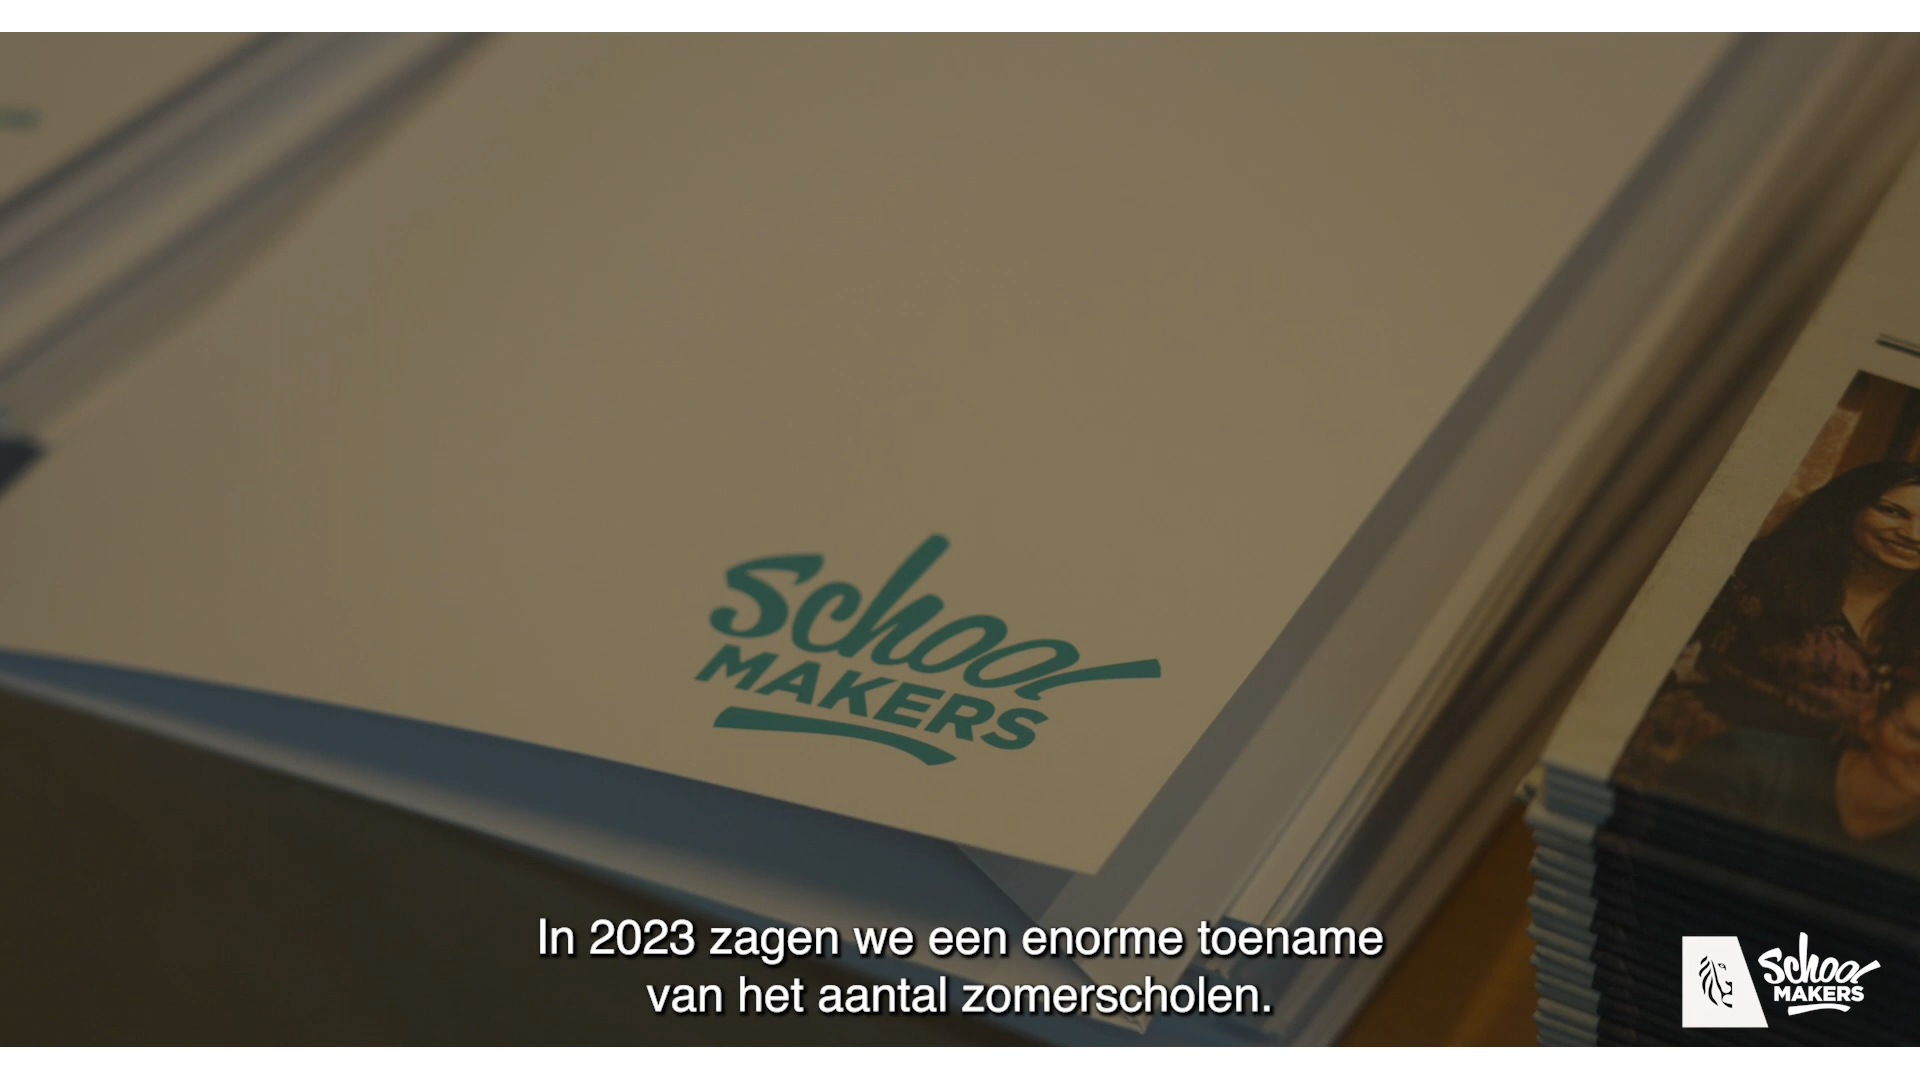 School
MAKERS
In 2023 zagen we een enorme toename
van het aantal zomerscholen.
School
MAKERS